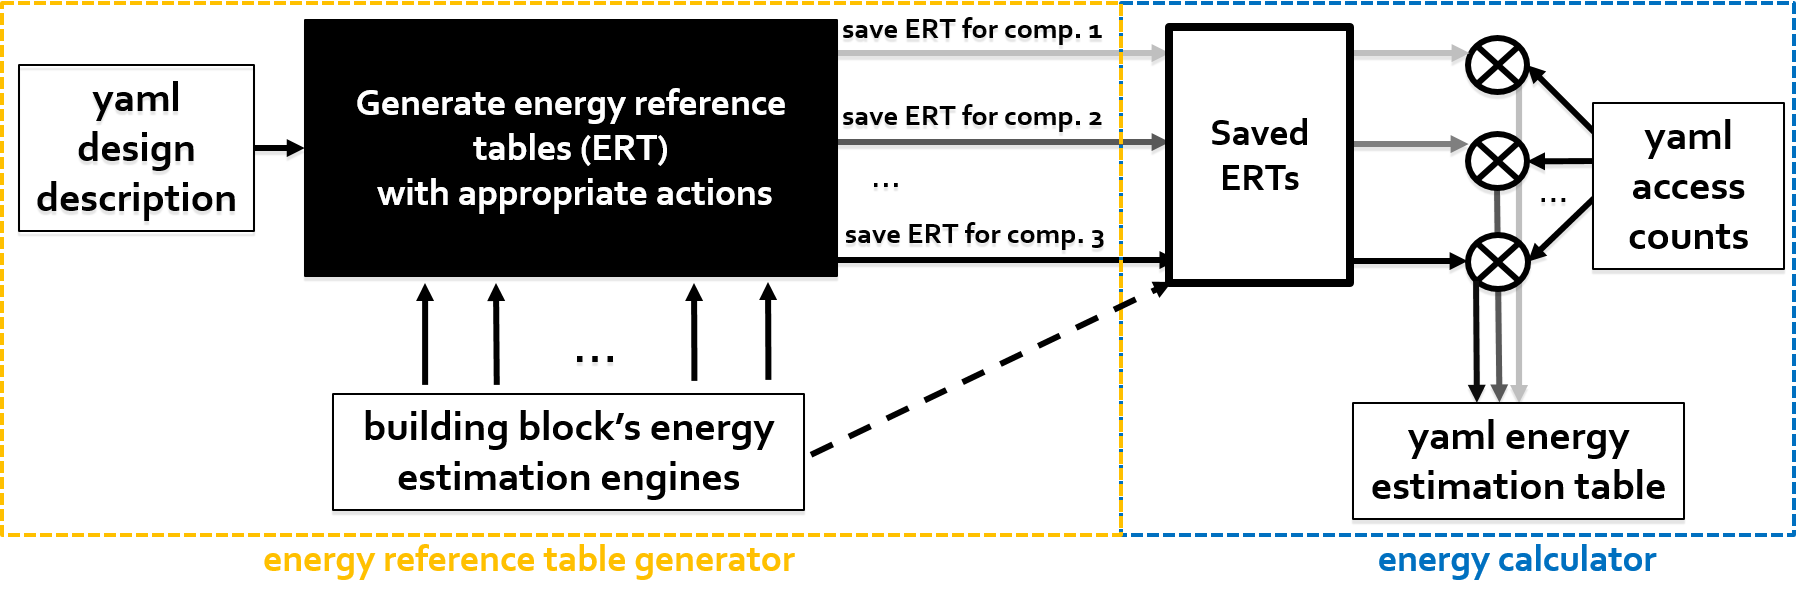 yaml
design
description
Generate energy reference
tables (ERT)
with appropriate actions
save ERT for comp. 1
save ERT for comp. 2
...
save ERT for comp. 3
...
building block’s energy
estimation engines
Saved
ERTs
...
yaml
access
counts
yaml energy
estimation table
energy reference table generator
energy calculator